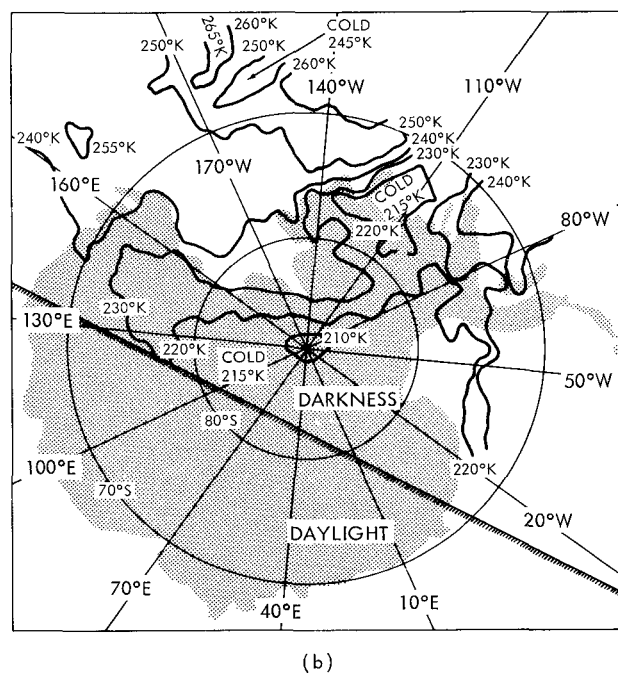 260°K
265°K
COLD
250°K
250°K
245°K
260°K
140°W
110°W
250°K
240°K
240°K
255°K
170°W
230°K
230°K
160°E
COLD
240°K
215°K
80°W
220°K
230°K
130°E
210°K
220°K
COLD
215°K
50°W
DARKNESS
80°S
100°E
70°S
220°K
20°W
DAYLIGHT
70°E
40°E
10°E
(b)